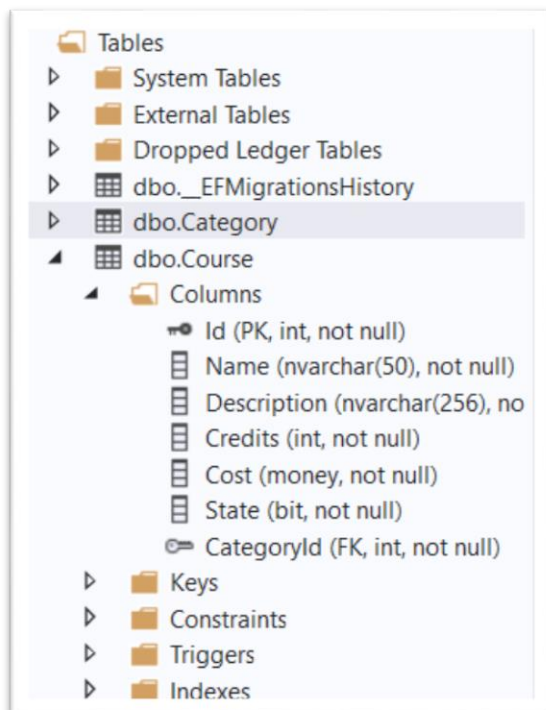 Tables
System Tables
External Tables
Dropped Ledger Tables
dbo.__EFMigrationsHistory
dbo.Category
dbo.Course
Columns
Id (PK, int, not null)
Name (nvarchar(50), not null)
Description (nvarchar(256), no
Credits (int, not null)
Cost (money, not null)
State (bit, not null)
CategoryId (FK, int, not null)
Keys
Constraints
Triggers
Indexes